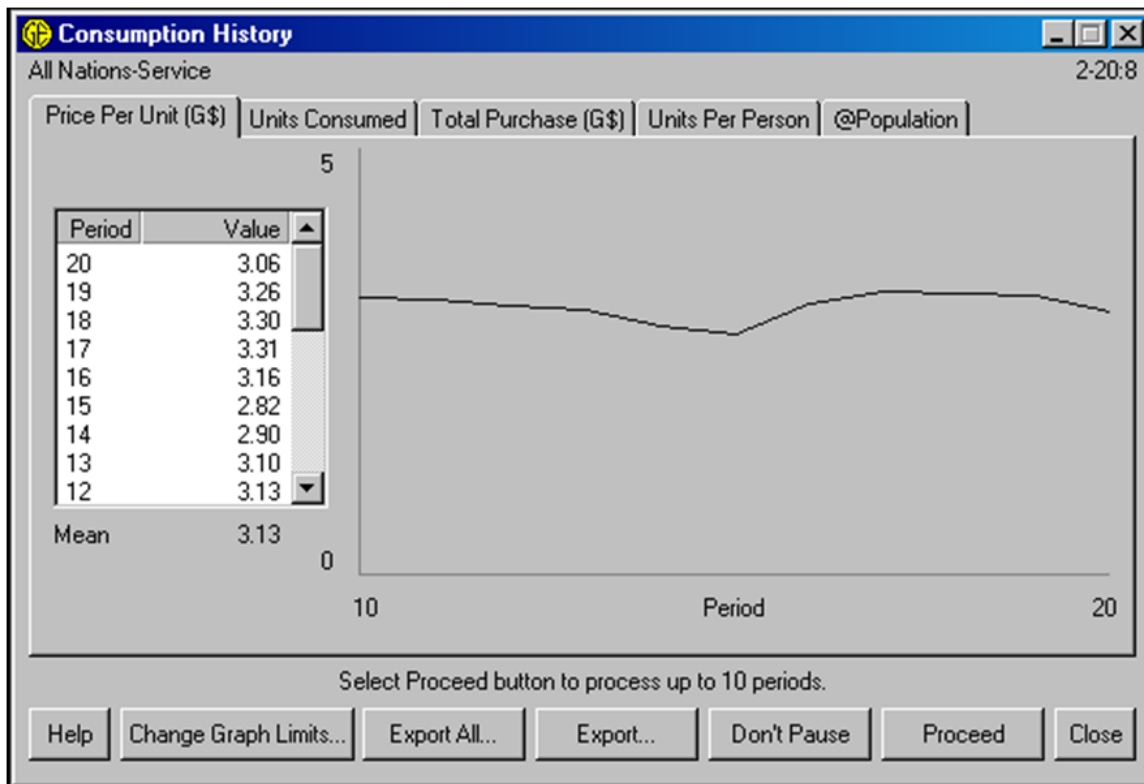 GE Consumption History
All Nations-Service 2-20:8
Price Per Unit (G$) Units Consumed Total Purchase (G$) Units Per Person @Population
5
Period Value
20 3.06
19 3.26
18 3.30
17 3.31
16 3.16
15 2.82
14 2.90
13 3.10
12 3.13
Mean 3.13
0
10 Period 20
Select Proceed button to process up to 10 periods.
Help Change Graph Limits... Export All... Export... Don't Pause Proceed Close